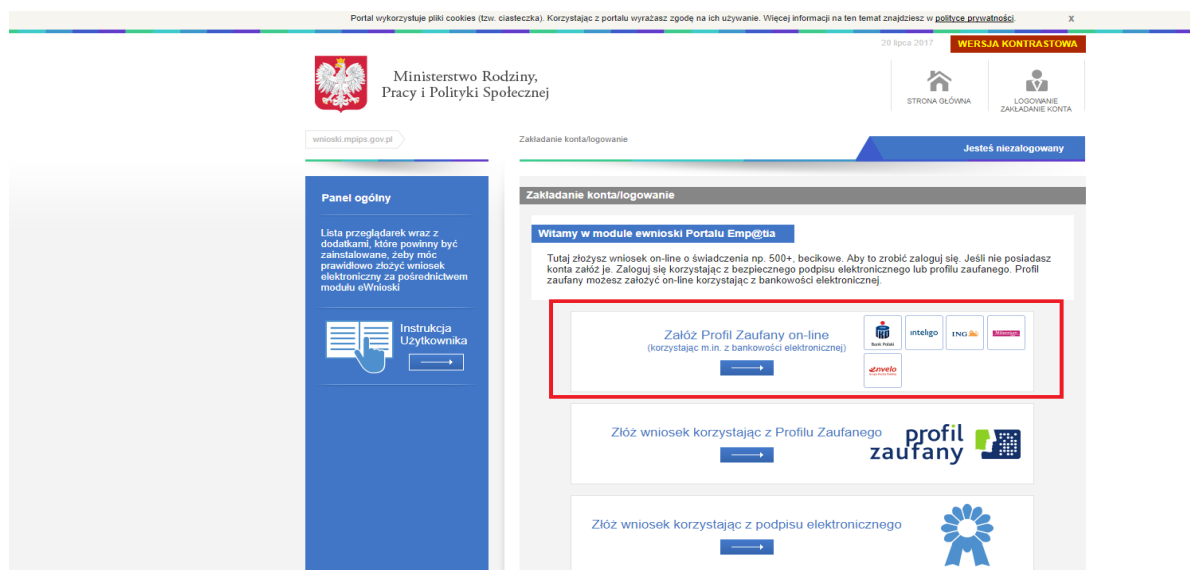 Portal wykorzystuje pliki cookies (tzw. ciasteczka). Korzystając z portalu wyrażasz zgodę na ich używanie. Więcej informacji na ten temat znajdziesz w polityce prywatności. X
20 lipca 2017
WERSJA KONTRASTOWA
Ministerstwo Rodziny,
Pracy i Polityki Społecznej
STRONA GŁÓWNA
LOGOWANIE
ZAKŁADANIE KONTA
wnioski.mpips.gov.pl
Zakładanie konta/logowanie
Jesteś niezalogowany
Panel ogólny
Lista przeglądarek wraz z
dodatkami, które powinny być
zainstalowane, żeby móc
prawidłowo złożyć wniosek
elektroniczny za pośrednictwem
modułu eWnioski
Instrukcja
Użytkownika
Zakładanie konta/logowanie
Witamy w module ewnioski Portalu Emp@tia
Tutaj złożysz wniosek on-line o świadczenia np. 500+, becikowe. Aby to zrobić zaloguj się. Jeśli nie posiadasz
konta załóż je. Zaloguj się korzystając z bezpiecznego podpisu elektronicznego lub profilu zaufanego. Profil
zaufany możesz założyć on-line korzystając z bankowości elektronicznej.
Załóż Profil Zaufany on-line
(korzystając m.in. z bankowości elektronicznej)
Bank Polski
inteligo
ING
Millennium
envelo
Złóż wniosek korzystając z Profilu Zaufanego
profil
zaufany
Złóż wniosek korzystając z podpisu elektronicznego